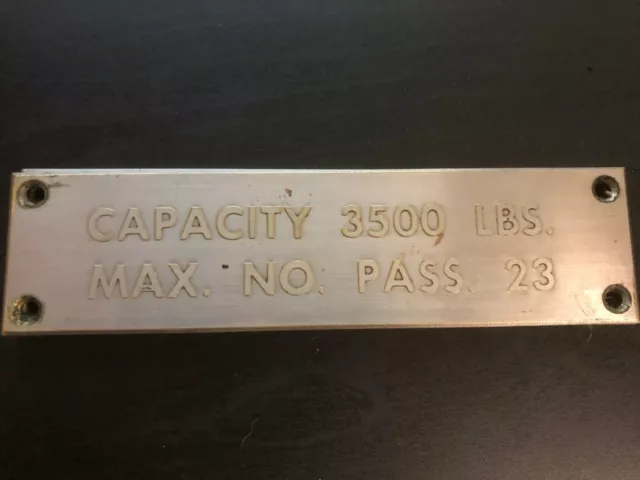 CAPACITY 3500 LBS.
MAX. NO. PASS. 23